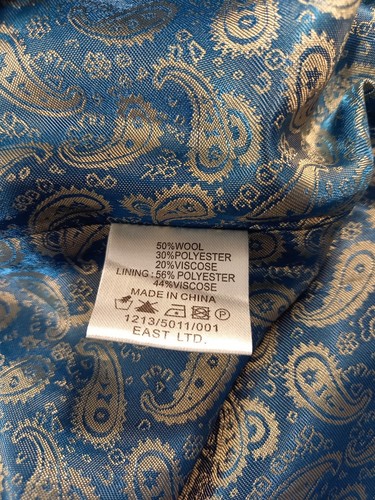 50%WOOL
30%POLYESTER
20%VISCOSE
LINING:56% POLYESTER
44%VISCOSE
MADE IN CHINA
P
1213/5011/001
EAST LTD.